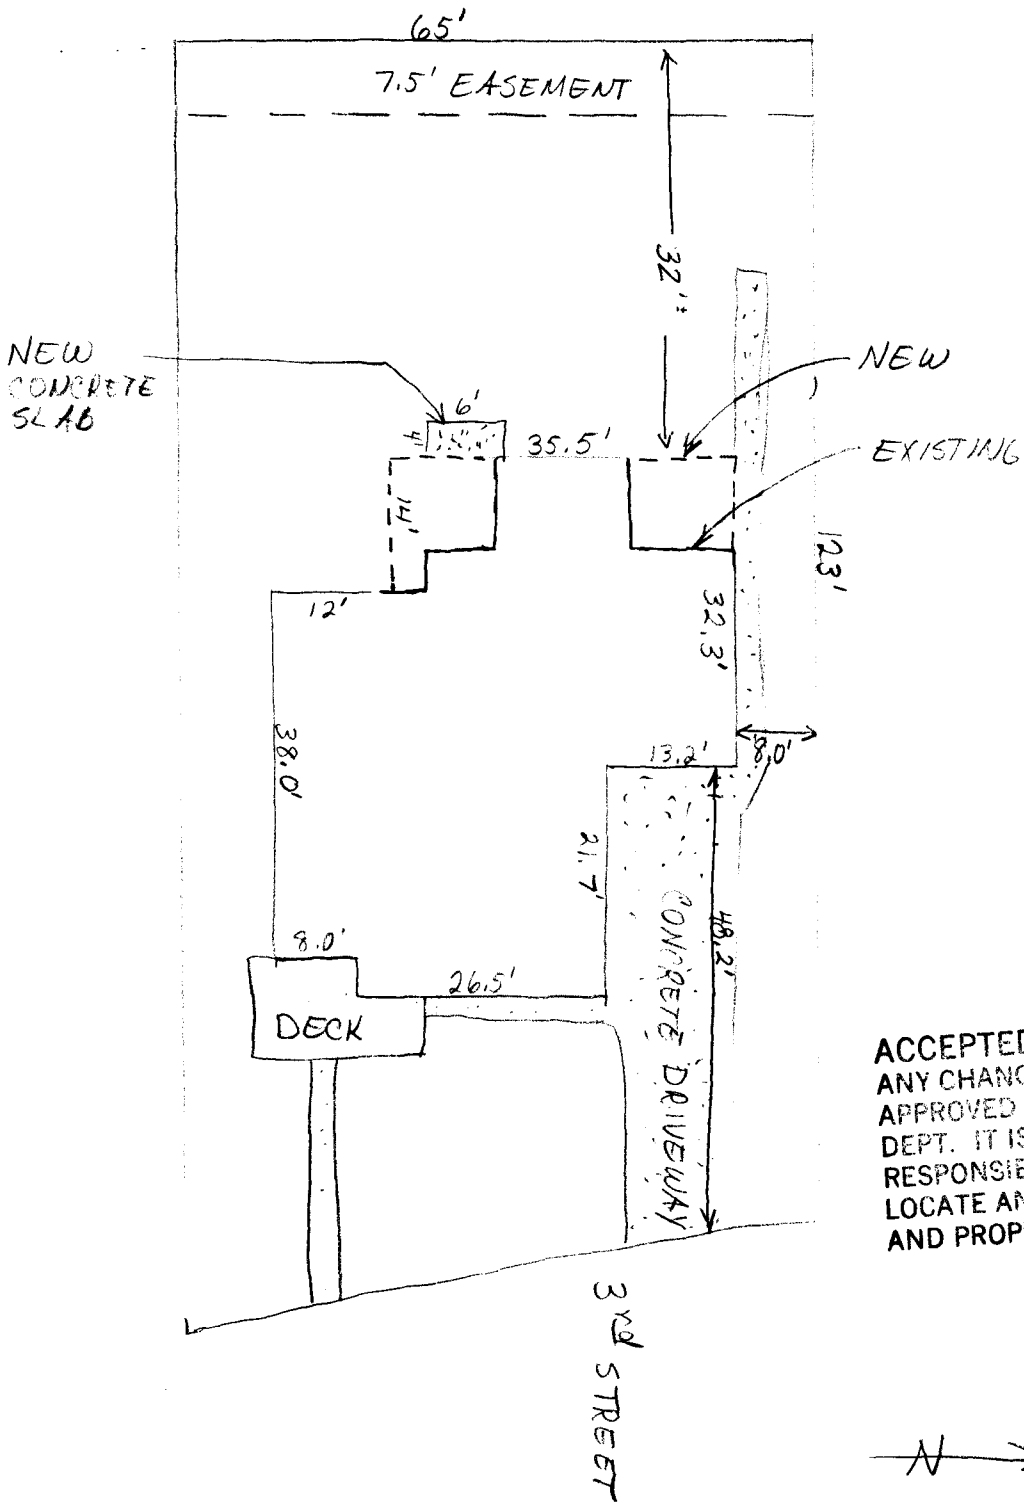 65'
7.5' EASEMENT
32'±
NEW
CONCRETE
SLAB
NEW
6'
4'
35.5'
EXISTING
14'
123'
12'
32.3'
38.0'
13.2'
8.0'
21.7'
CONCRETE DRIVEWAY
48.2'
8.0'
26.5'
DECK
ACCEPTED
ANY CHANG
APPROVED
DEPT. IT IS
RESPONSIB
LOCATE AN
AND PROP
3rd STREET
N